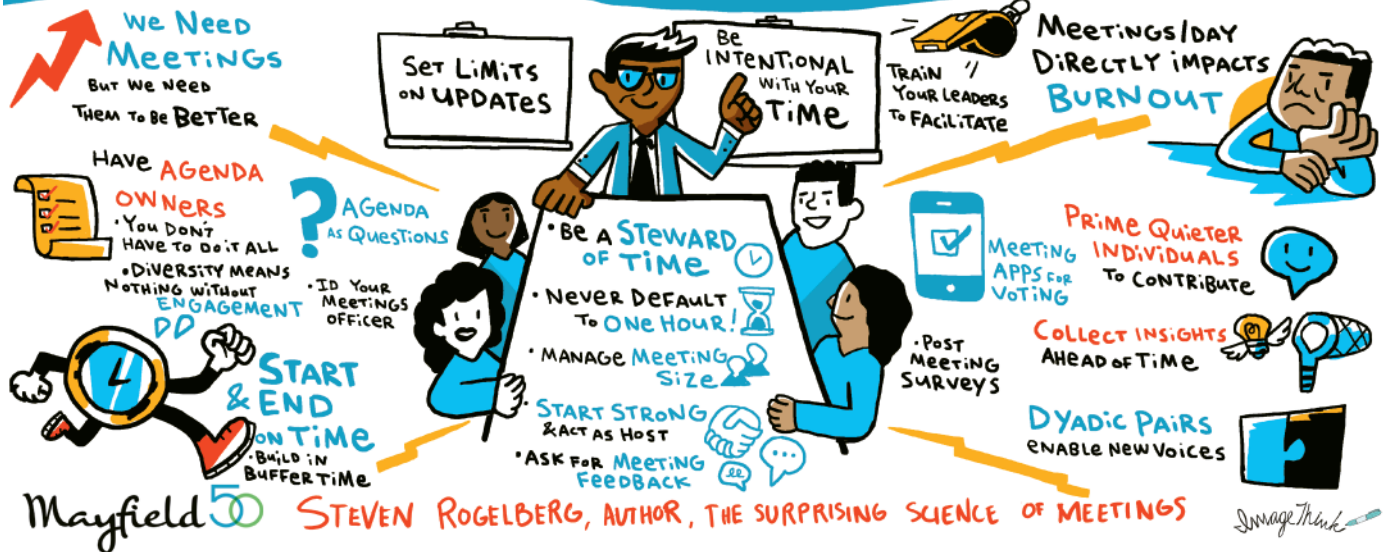 We Need
Meetings
But we need
Them to be Better
Set Limits
on Updates
Be
Intentional
with your
Time
Train
your leaders
to facilitate
Meetings/day
directly impacts
Burnout
Have Agenda
Owners
• You don't
have to do it all
• Diversity means
nothing without
engagement
?
Agenda
as Questions
• ID your
meetings
officer
Start
& End
on Time
• Build in
buffer time
• Be a Steward
of Time
• Never default
to one hour!
• Manage meeting
size
• Start strong
& act as host
• Ask for meeting
feedback
Meeting
apps for
voting
• Post
meeting
surveys
Prime quieter
individuals
to contribute
Collect insights
ahead of time
Dyadic pairs
enable new voices
Mayfield 50
Steven Rogelberg, Author, The Surprising Science of Meetings
ImageThink